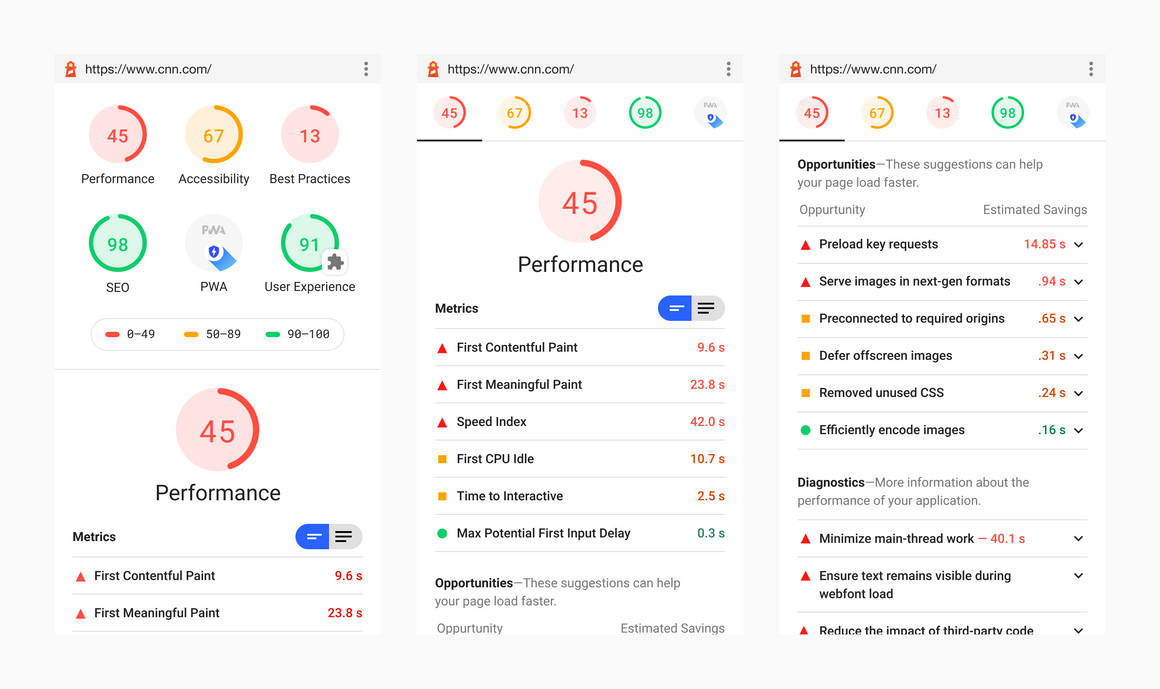 https://www.cnn.com/
45
67
13
Performance
Accessibility
Best Practices
98
PWA
91
SEO
PWA
User Experience
0–49
50–89
90–100
45
Performance
Metrics
First Contentful Paint 9.6 s
First Meaningful Paint 23.8 s
https://www.cnn.com/
45
67
13
98
PWA
45
Performance
Metrics
First Contentful Paint 9.6 s
First Meaningful Paint 23.8 s
Speed Index 42.0 s
First CPU Idle 10.7 s
Time to Interactive 2.5 s
Max Potential First Input Delay 0.3 s
Opportunities—These suggestions can help
your page load faster.
Oppurtunity Estimated Savings
https://www.cnn.com/
45
67
13
98
PWA
Opportunities—These suggestions can help
your page load faster.
Oppurtunity Estimated Savings
Preload key requests 14.85 s
Serve images in next-gen formats .94 s
Preconnected to required origins .65 s
Defer offscreen images .31 s
Removed unused CSS .24 s
Efficiently encode images .16 s
Diagnostics—More information about the
performance of your application.
Minimize main-thread work — 40.1 s
Ensure text remains visible during
webfont load
Reduce the impact of third-party code